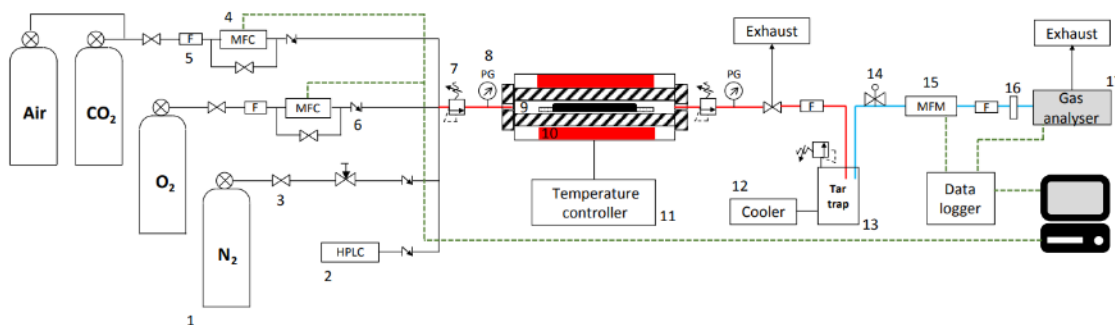 4
MFC
F
5
Air
CO₂
MFC
F
6
O₂
3
N₂
1
HPLC
2
7
8
PG
9
10
Temperature
controller
11
PG
Exhaust
F
12
Cooler
Tar
trap
13
14
15
MFM
F
16
Exhaust
Gas
analyser
Data
logger